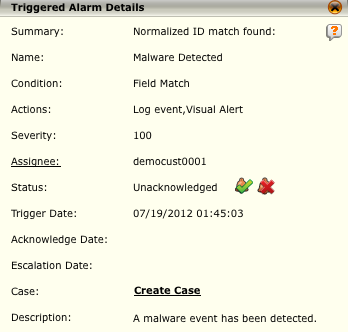 Triggered Alarm Details
Summary: Normalized ID match found:
Name: Malware Detected
Condition: Field Match
Actions: Log event,Visual Alert
Severity: 100
Assignee: democust0001
Status: Unacknowledged
Trigger Date: 07/19/2012 01:45:03
Acknowledge Date:
Escalation Date:
Case: Create Case
Description: A malware event has been detected.